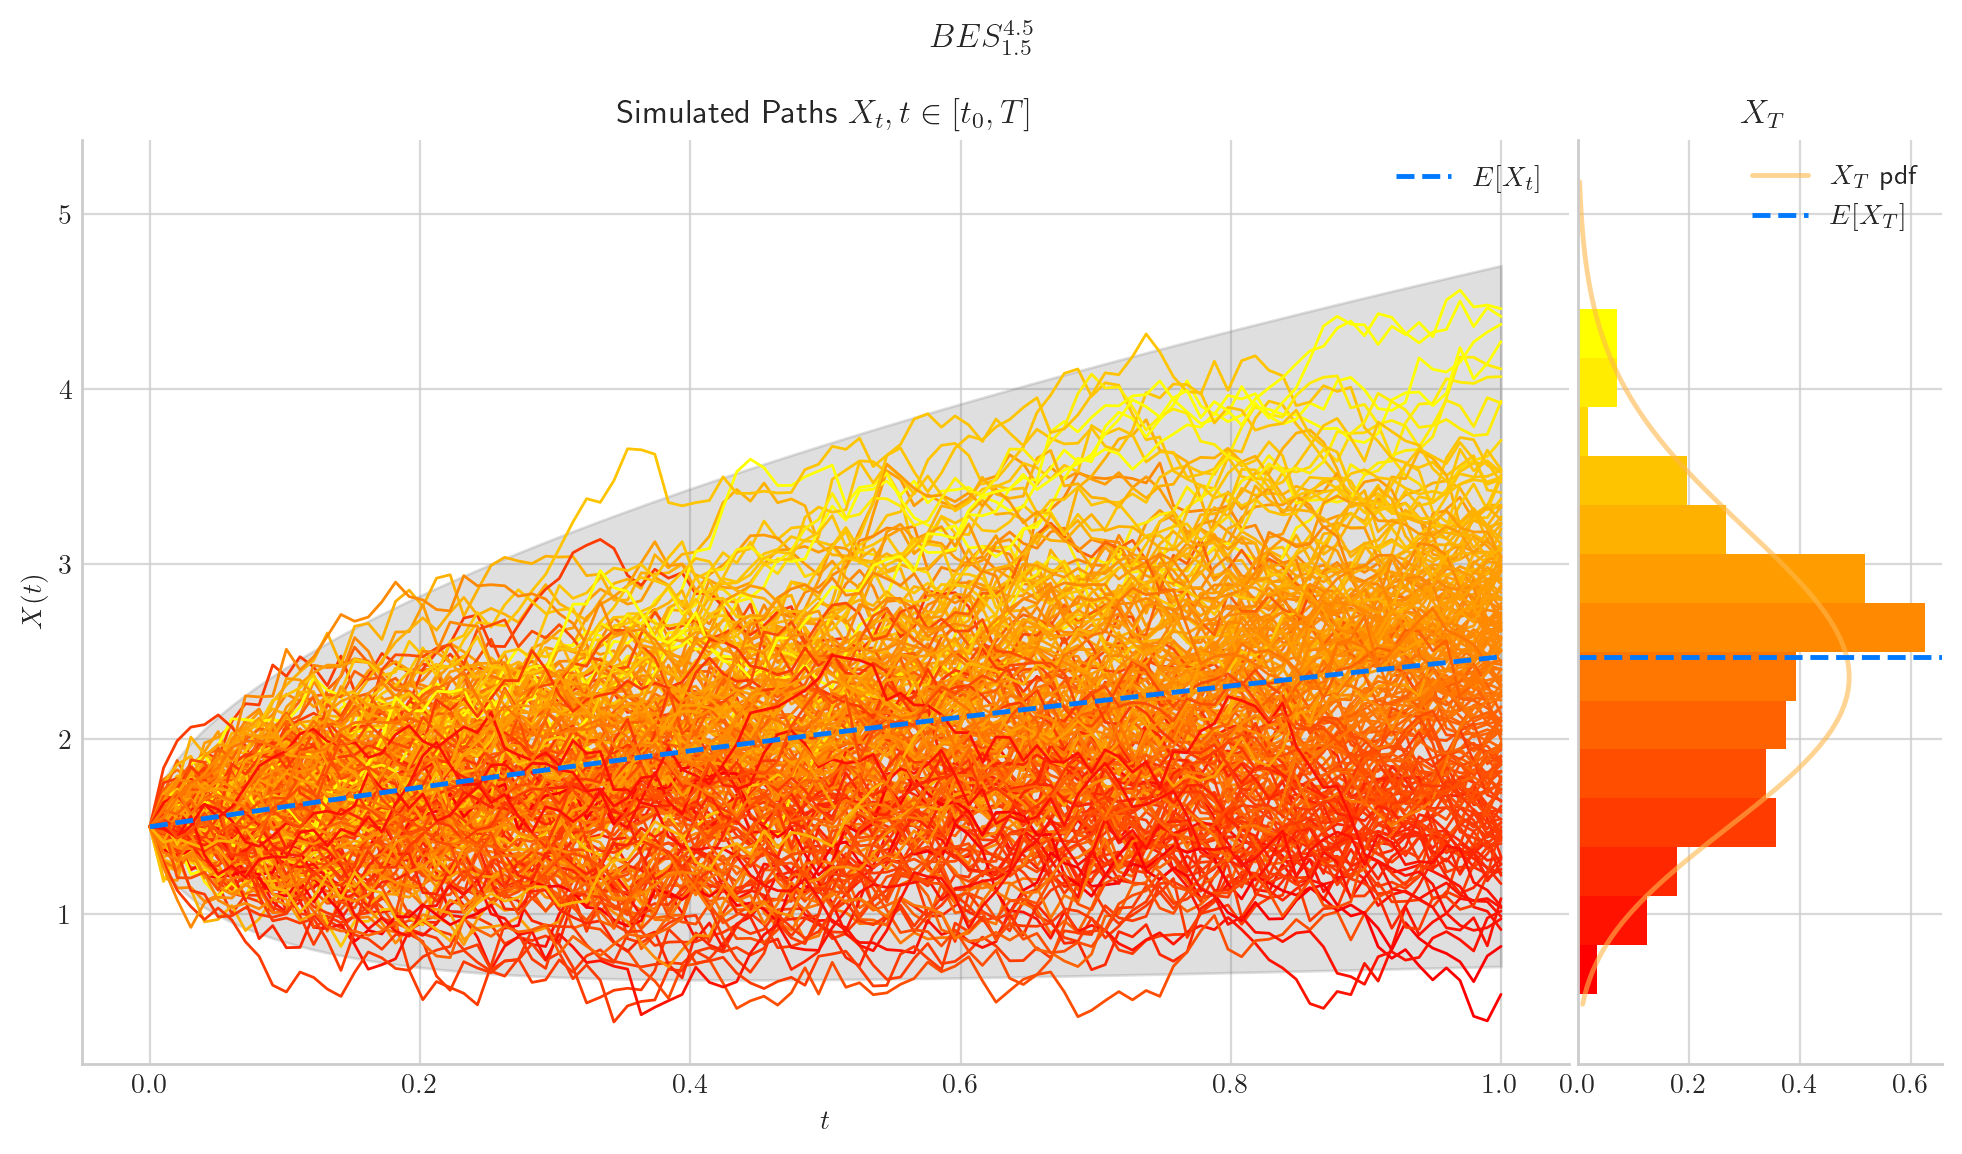 $BES_{1.5}^{4.5}$
Simulated Paths $X_t, t \in [t_0, T]$
$X_T$
$E[X_t]$
$X_T$ pdf
$E[X_T]$
5
4
3
2
1
$X(t)$
0.0 0.2 0.4 0.6 0.8 1.0
0.0 0.2 0.4 0.6
$t$